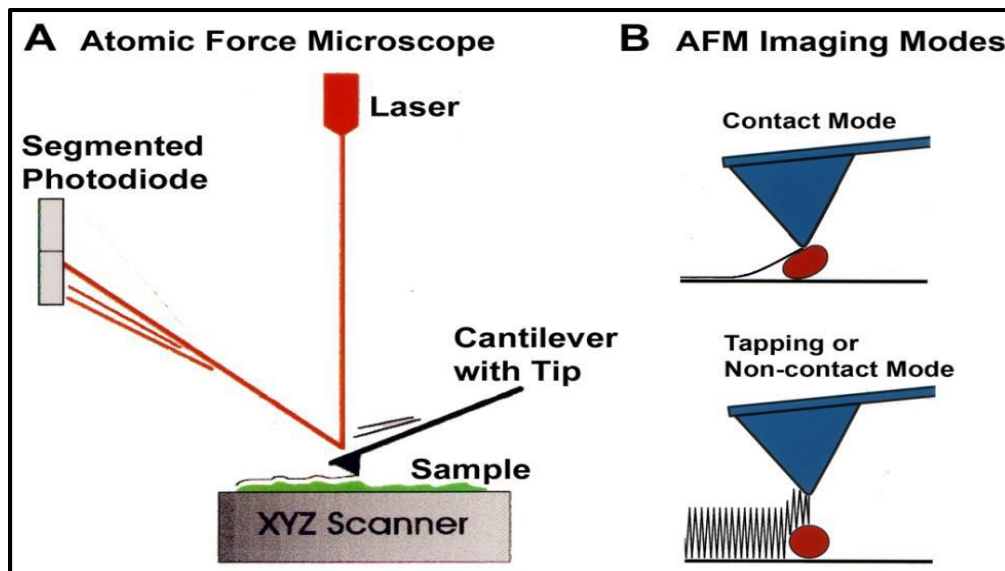 A Atomic Force Microscope
Laser
Segmented
Photodiode
Cantilever
with Tip
Sample
XYZ Scanner
B AFM Imaging Modes
Contact Mode
Tapping or
Non-contact Mode